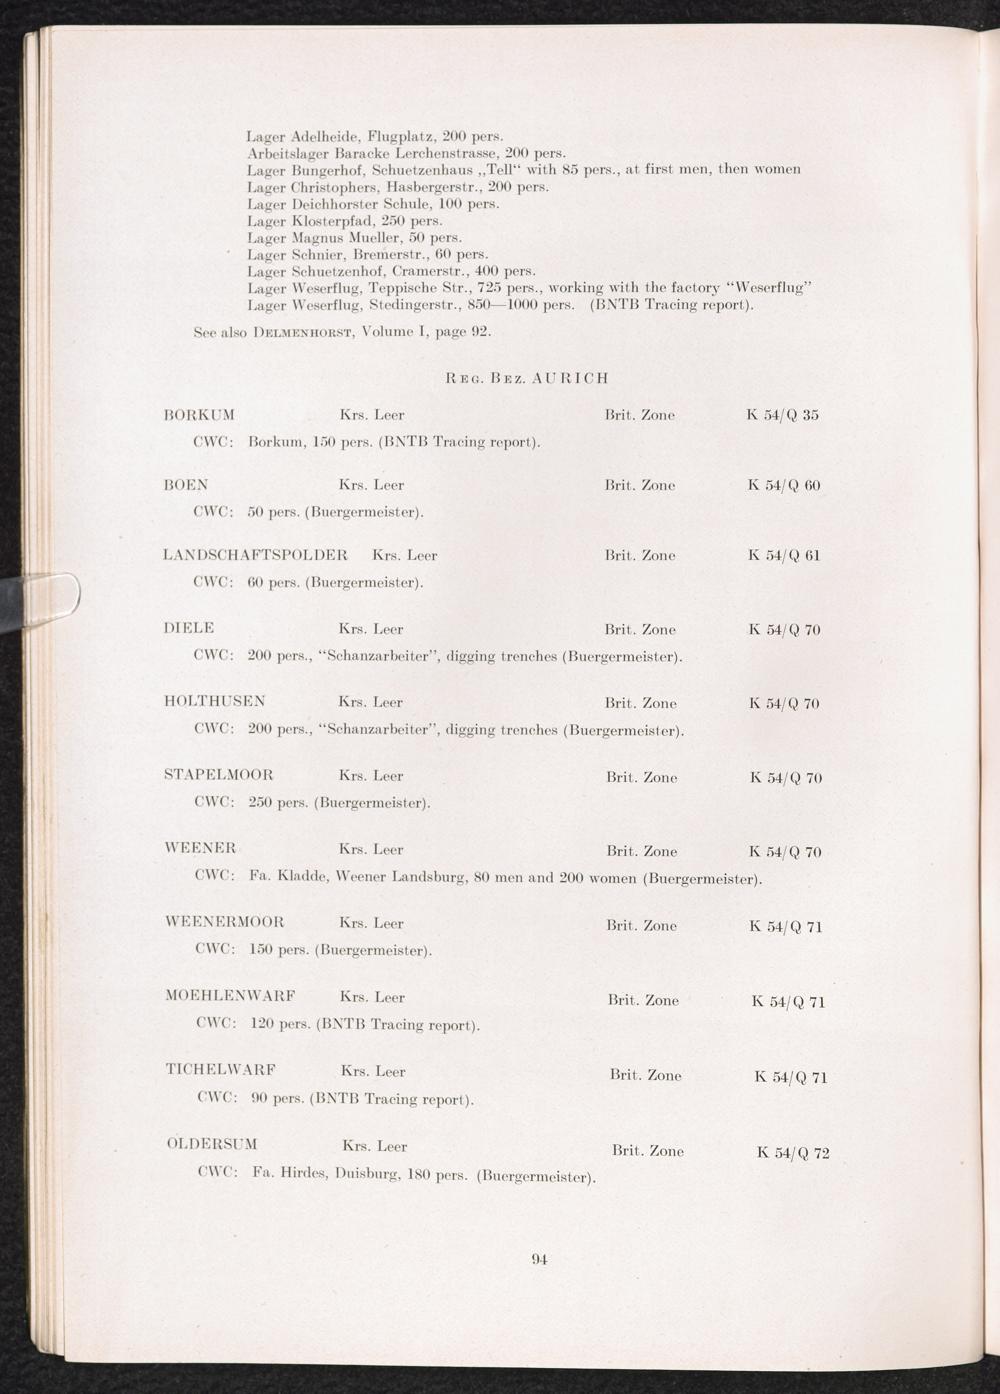 Lager Adelheide, Flugplatz, 200 pers.
Arbeitslager Baracke Lerchenstrasse, 200 pers.
Lager Bungerhof, Schuetzenhaus „Tell“ with 85 pers., at first men, then women
Lager Christophers, Hasbergerstr., 200 pers.
Lager Deichhorster Schule, 100 pers.
Lager Klosterpfad, 250 pers.
Lager Magnus Mueller, 50 pers.
Lager Schnier, Bremerstr., 60 pers.
Lager Schuetzenhof, Cramerstr., 400 pers.
Lager Weserflug, Teppische Str., 725 pers., working with the factory “Weserflug”
Lager Weserflug, Stedingerstr., 850—1000 pers. (BNTB Tracing report).
See also DELMENHORST, Volume I, page 92.
REG. BEZ. AURICH
BORKUM Krs. Leer Brit. Zone K 54/Q 35
CWC: Borkum, 150 pers. (BNTB Tracing report).
BOEN Krs. Leer Brit. Zone K 54/Q 60
CWC: 50 pers. (Buergermeister).
LANDSCHAFTSPOLDER Krs. Leer Brit. Zone K 54/Q 61
CWC: 60 pers. (Buergermeister).
DIELE Krs. Leer Brit. Zone K 54/Q 70
CWC: 200 pers., “Schanzarbeiter”, digging trenches (Buergermeister).
HOLTHUSEN Krs. Leer Brit. Zone K 54/Q 70
CWC: 200 pers., “Schanzarbeiter”, digging trenches (Buergermeister).
STAPELMOOR Krs. Leer Brit. Zone K 54/Q 70
CWC: 250 pers. (Buergermeister).
WEENER Krs. Leer Brit. Zone K 54/Q 70
CWC: Fa. Kladde, Weener Landsburg, 80 men and 200 women (Buergermeister).
WEENERMOOR Krs. Leer Brit. Zone K 54/Q 71
CWC: 150 pers. (Buergermeister).
MOEHLENWARF Krs. Leer Brit. Zone K 54/Q 71
CWC: 120 pers. (BNTB Tracing report).
TICHELWARF Krs. Leer Brit. Zone K 54/Q 71
CWC: 90 pers. (BNTB Tracing report).
OLDERSUM Krs. Leer Brit. Zone K 54/Q 72
CWC: Fa. Hirdes, Duisburg, 180 pers. (Buergermeister).
94